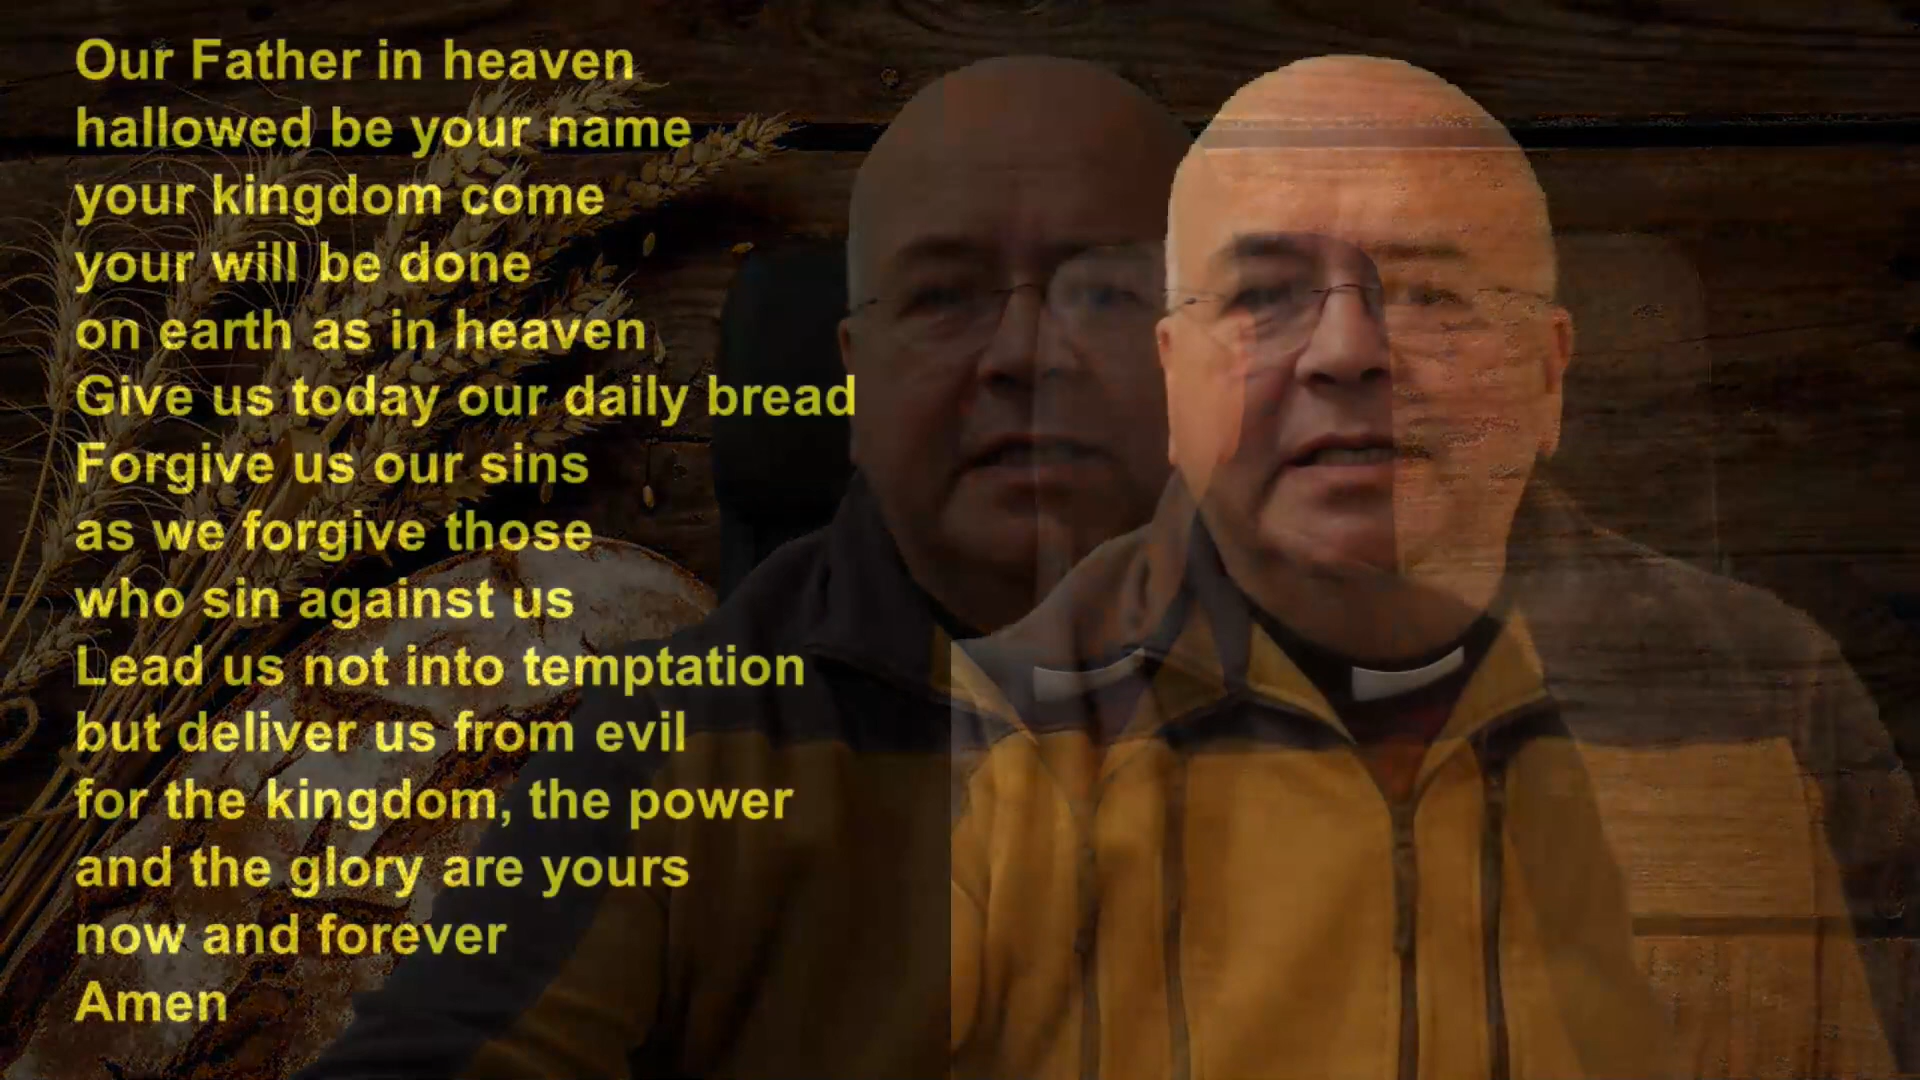 Our Father in heaven
hallowed be your name
your kingdom come
your will be done
on earth as in heaven
Give us today our daily bread
Forgive us our sins
as we forgive those
who sin against us
Lead us not into temptation
but deliver us from evil
for the kingdom, the power
and the glory are yours
now and forever
Amen